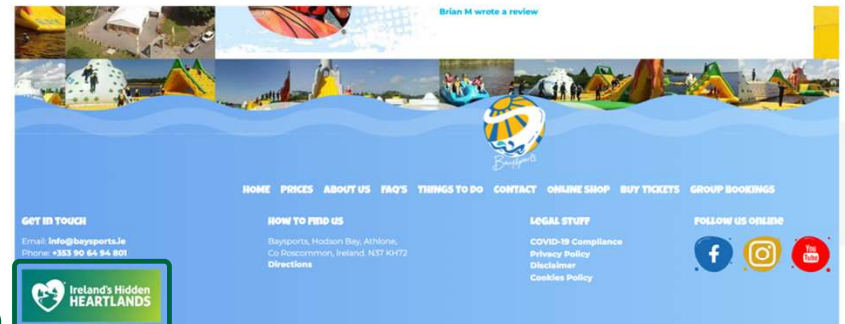 Brian M wrote a review
Baysports
HOME PRICES ABOUT US FAQ'S THINGS TO DO CONTACT ONLINE SHOP BUY TICKETS GROUP BOOKINGS
GET IN TOUCH
Email: info@baysports.ie
Phone: +353 90 64 94 801
Ireland's Hidden
HEARTLANDS
HOW TO FIND US
Baysports, Hodson Bay, Athlone,
Co Roscommon, Ireland. N37 KH72
Directions
LEGAL STUFF
COVID-19 Compliance
Privacy Policy
Disclaimer
Cookies Policy
FOLLOW US ONLINE
f
You
Tube